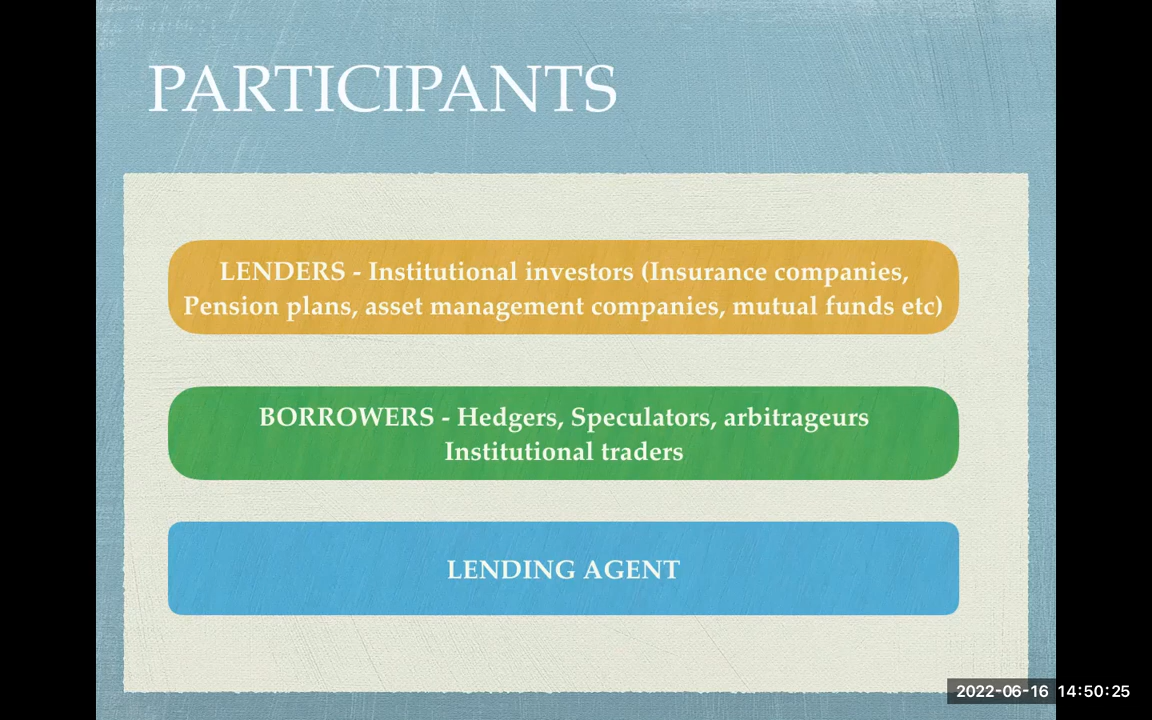 PARTICIPANTS
LENDERS - Institutional investors (Insurance companies,
Pension plans, asset management companies, mutual funds etc)
BORROWERS - Hedgers, Speculators, arbitrageurs
Institutional traders
LENDING AGENT
2022-06-16 14:50:25